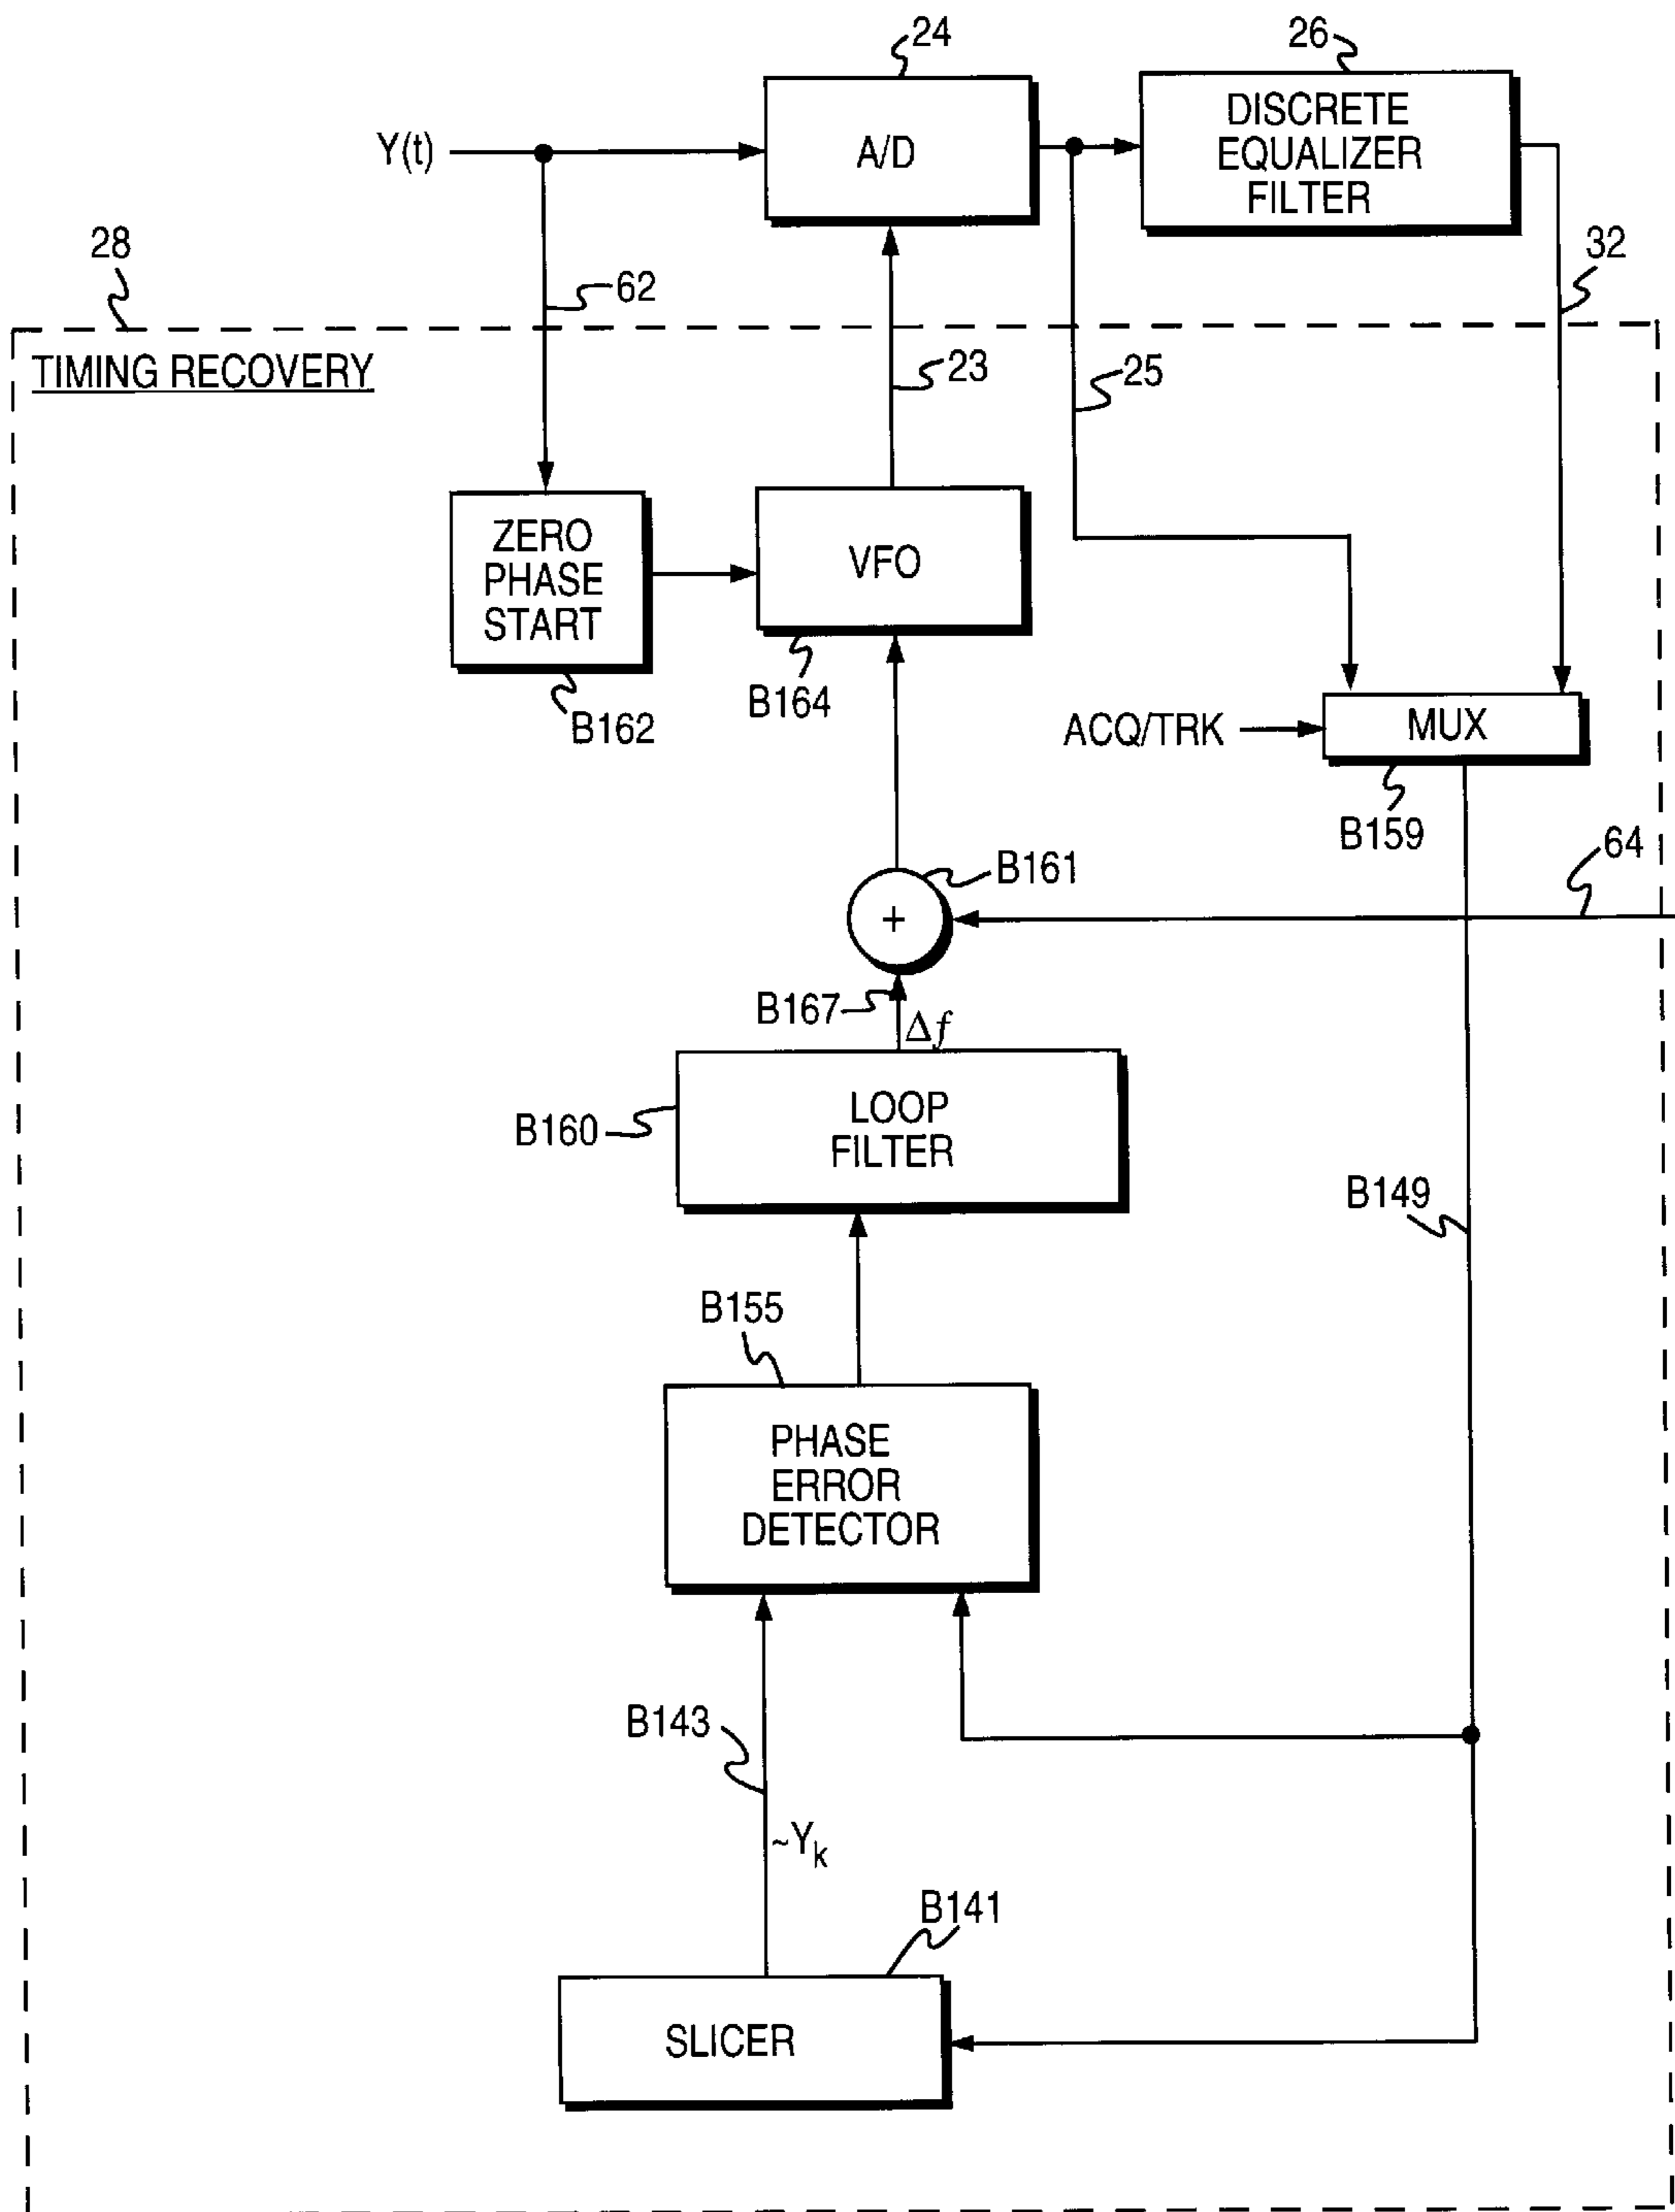 24
26
Y(t)
A/D
DISCRETE
EQUALIZER
FILTER
28
62
32
TIMING RECOVERY
23
25
ZERO
PHASE
START
VFO
B164
B162
ACQ/TRK
MUX
B159
B161
64
+
B167
Δf
LOOP
FILTER
B160
B149
B155
PHASE
ERROR
DETECTOR
B143
~Yk
B141
SLICER